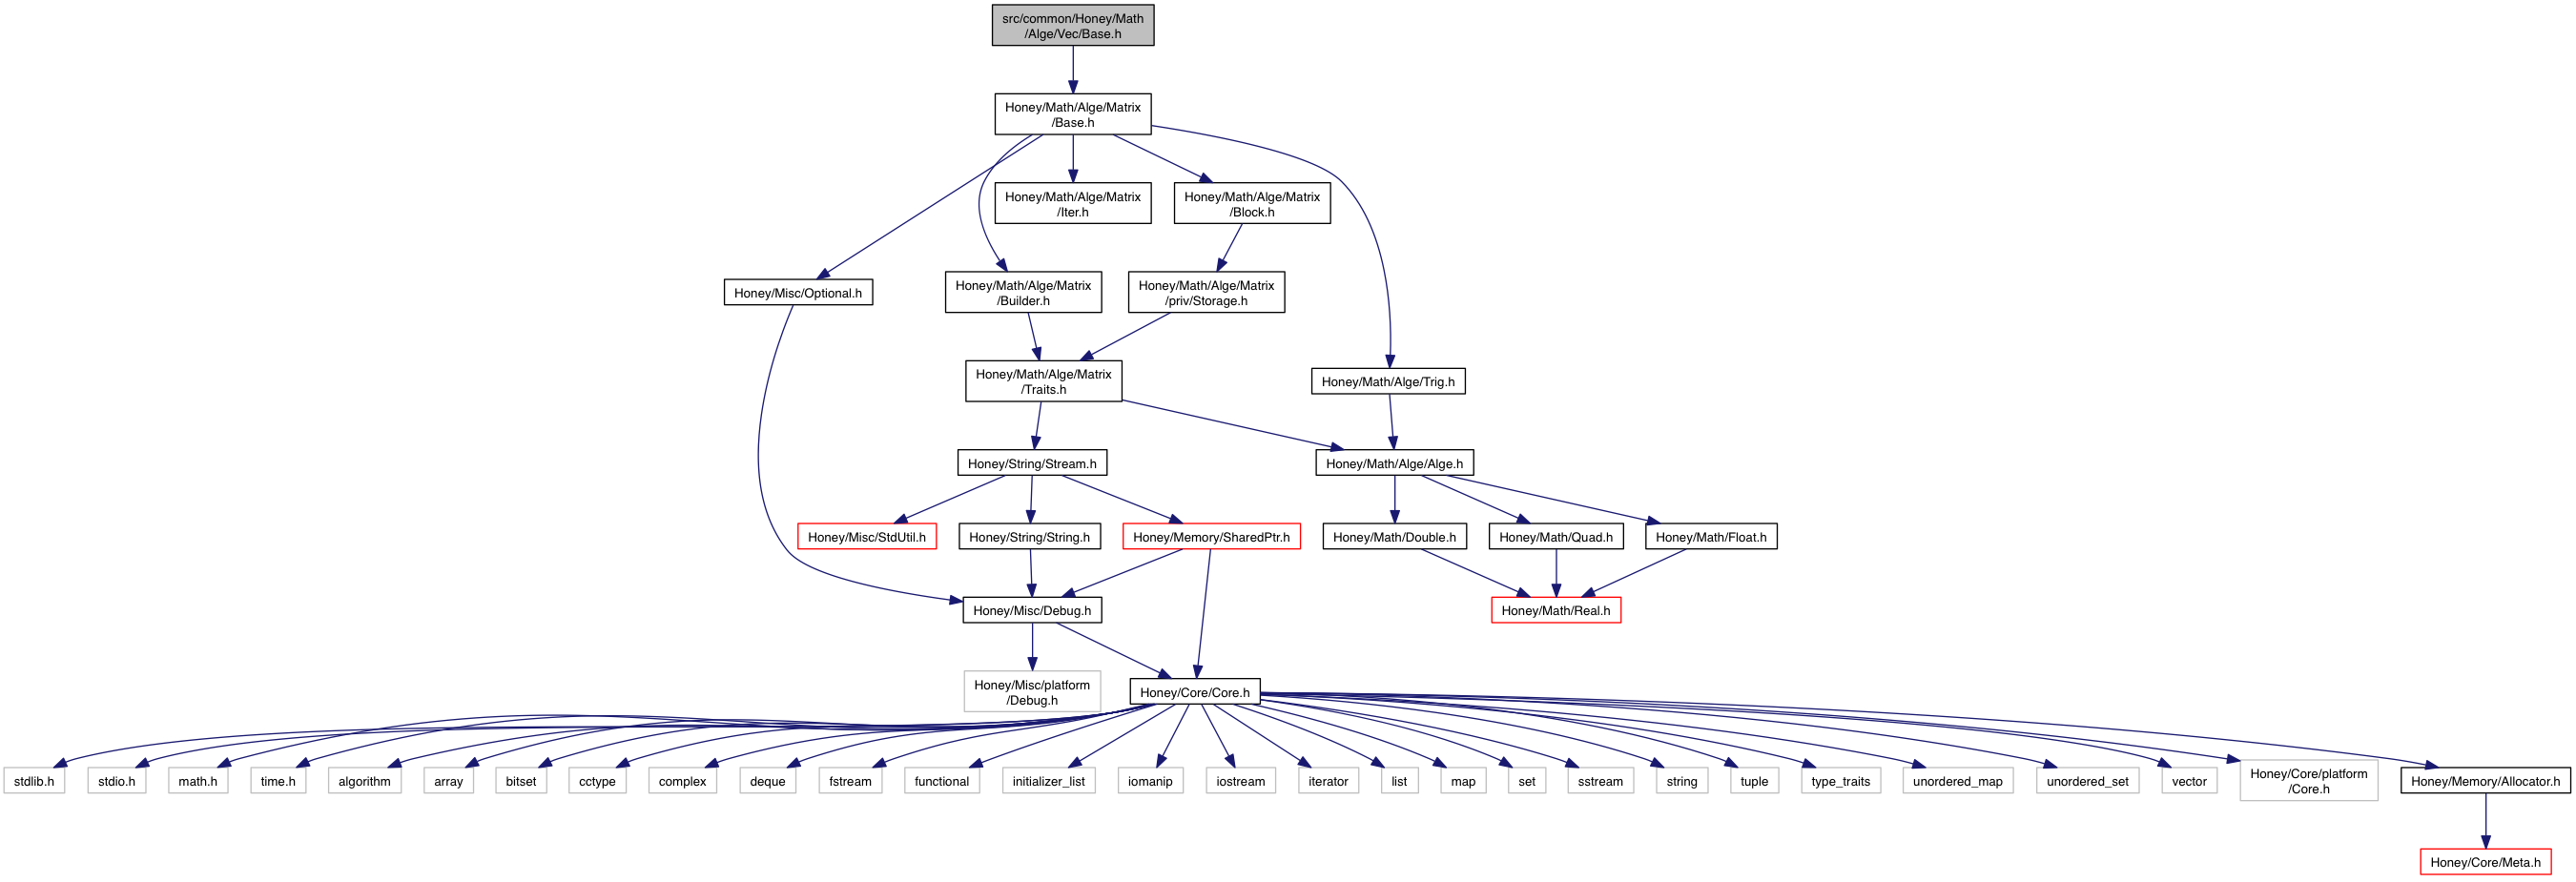 src/common/Honey/Math
/Alge/Vec/Base.h
Honey/Math/Alge/Matrix
/Base.h
Honey/Math/Alge/Matrix
/Iter.h
Honey/Math/Alge/Matrix
/Block.h
Honey/Misc/Optional.h
Honey/Math/Alge/Matrix
/Builder.h
Honey/Math/Alge/Matrix
/priv/Storage.h
Honey/Math/Alge/Matrix
/Traits.h
Honey/Math/Alge/Trig.h
Honey/String/Stream.h
Honey/Math/Alge/Alge.h
Honey/Misc/StdUtil.h
Honey/String/String.h
Honey/Memory/SharedPtr.h
Honey/Math/Double.h
Honey/Math/Quad.h
Honey/Math/Float.h
Honey/Misc/Debug.h
Honey/Math/Real.h
Honey/Misc/platform
/Debug.h
Honey/Core/Core.h
stdlib.h
stdio.h
math.h
time.h
algorithm
array
bitset
cctype
complex
deque
fstream
functional
initializer_list
iomanip
iostream
iterator
list
map
set
sstream
string
tuple
type_traits
unordered_map
unordered_set
vector
Honey/Core/platform
/Core.h
Honey/Memory/Allocator.h
Honey/Core/Meta.h